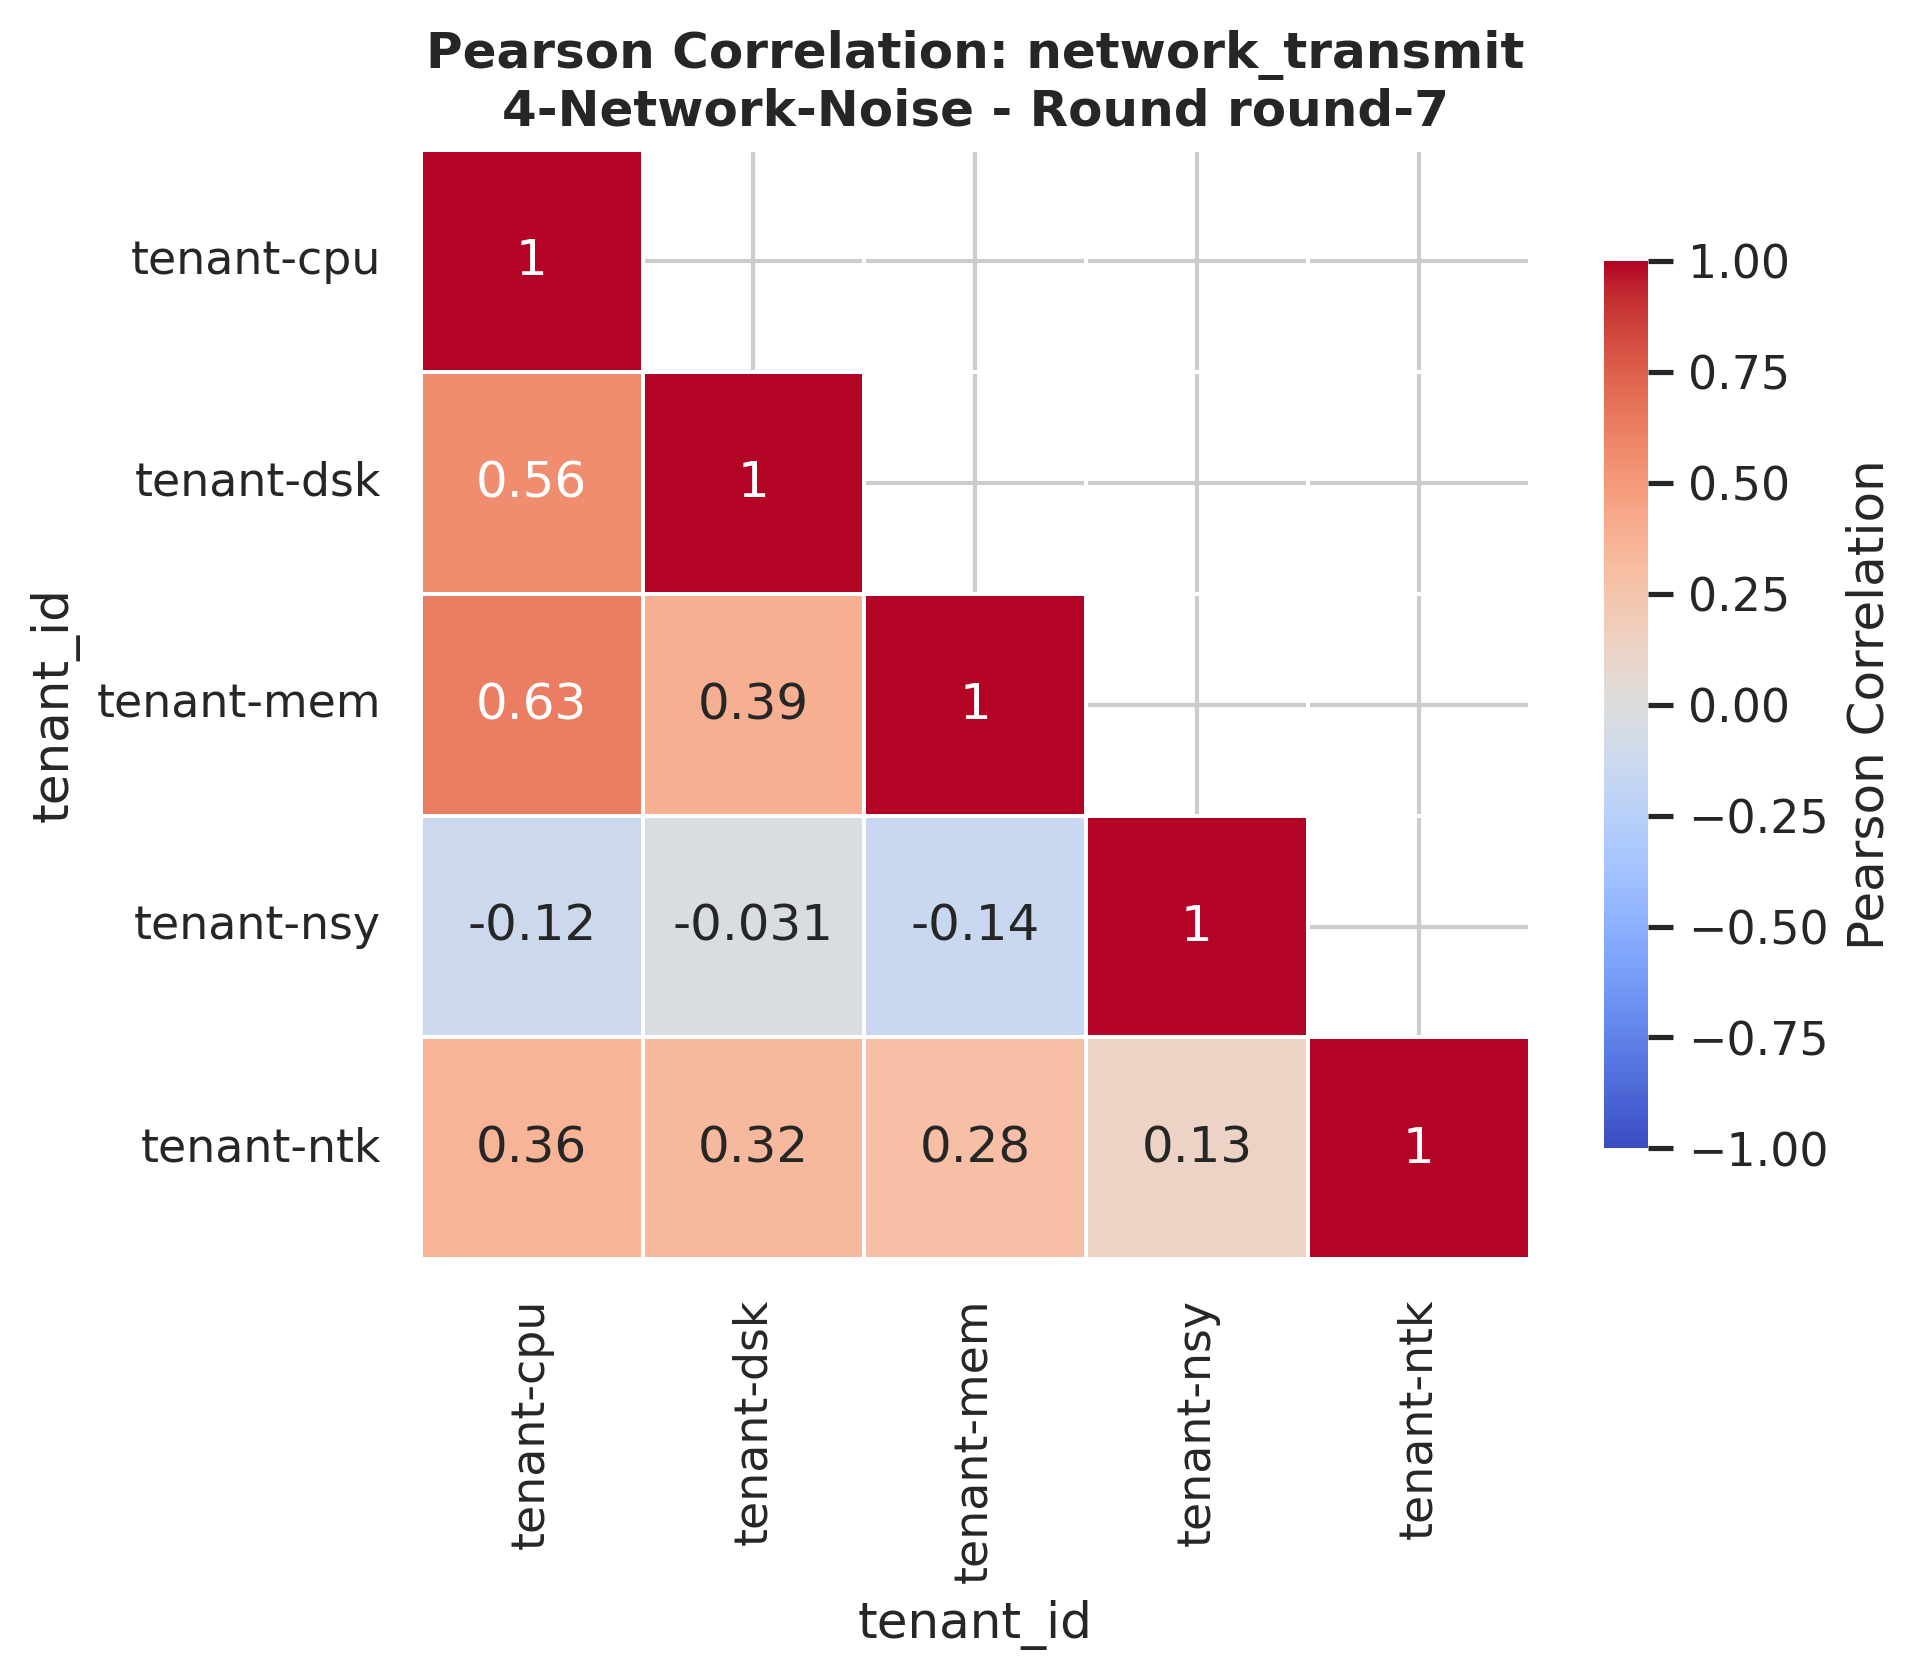 Pearson Correlation: network_transmit
4-Network-Noise - Round round-7
tenant_id
tenant-cpu
1
tenant-dsk
0.56 1
tenant-mem
0.63 0.39 1
tenant-nsy
-0.12 -0.031 -0.14 1
tenant-ntk
0.36 0.32 0.28 0.13 1
tenant-cpu
tenant-dsk
tenant-mem
tenant-nsy
tenant-ntk
tenant_id
1.00
0.75
0.50
0.25
0.00
−0.25
−0.50
−0.75
−1.00
Pearson Correlation